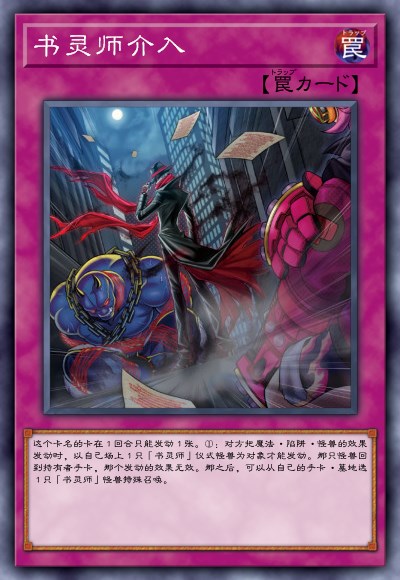 书灵师介入
トラップ
罠
トラップ
【罠カード】
这个卡名的卡在1回合只能发动1张。①:对方把魔法·陷阱·怪兽的效果
发动时,以自己场上1只「书灵师」仪式怪兽为对象才能发动。那只怪兽回
到持有者手卡,那个发动的效果无效。那之后,可以从自己的手卡·墓地选
1只「书灵师」怪兽特殊召唤。